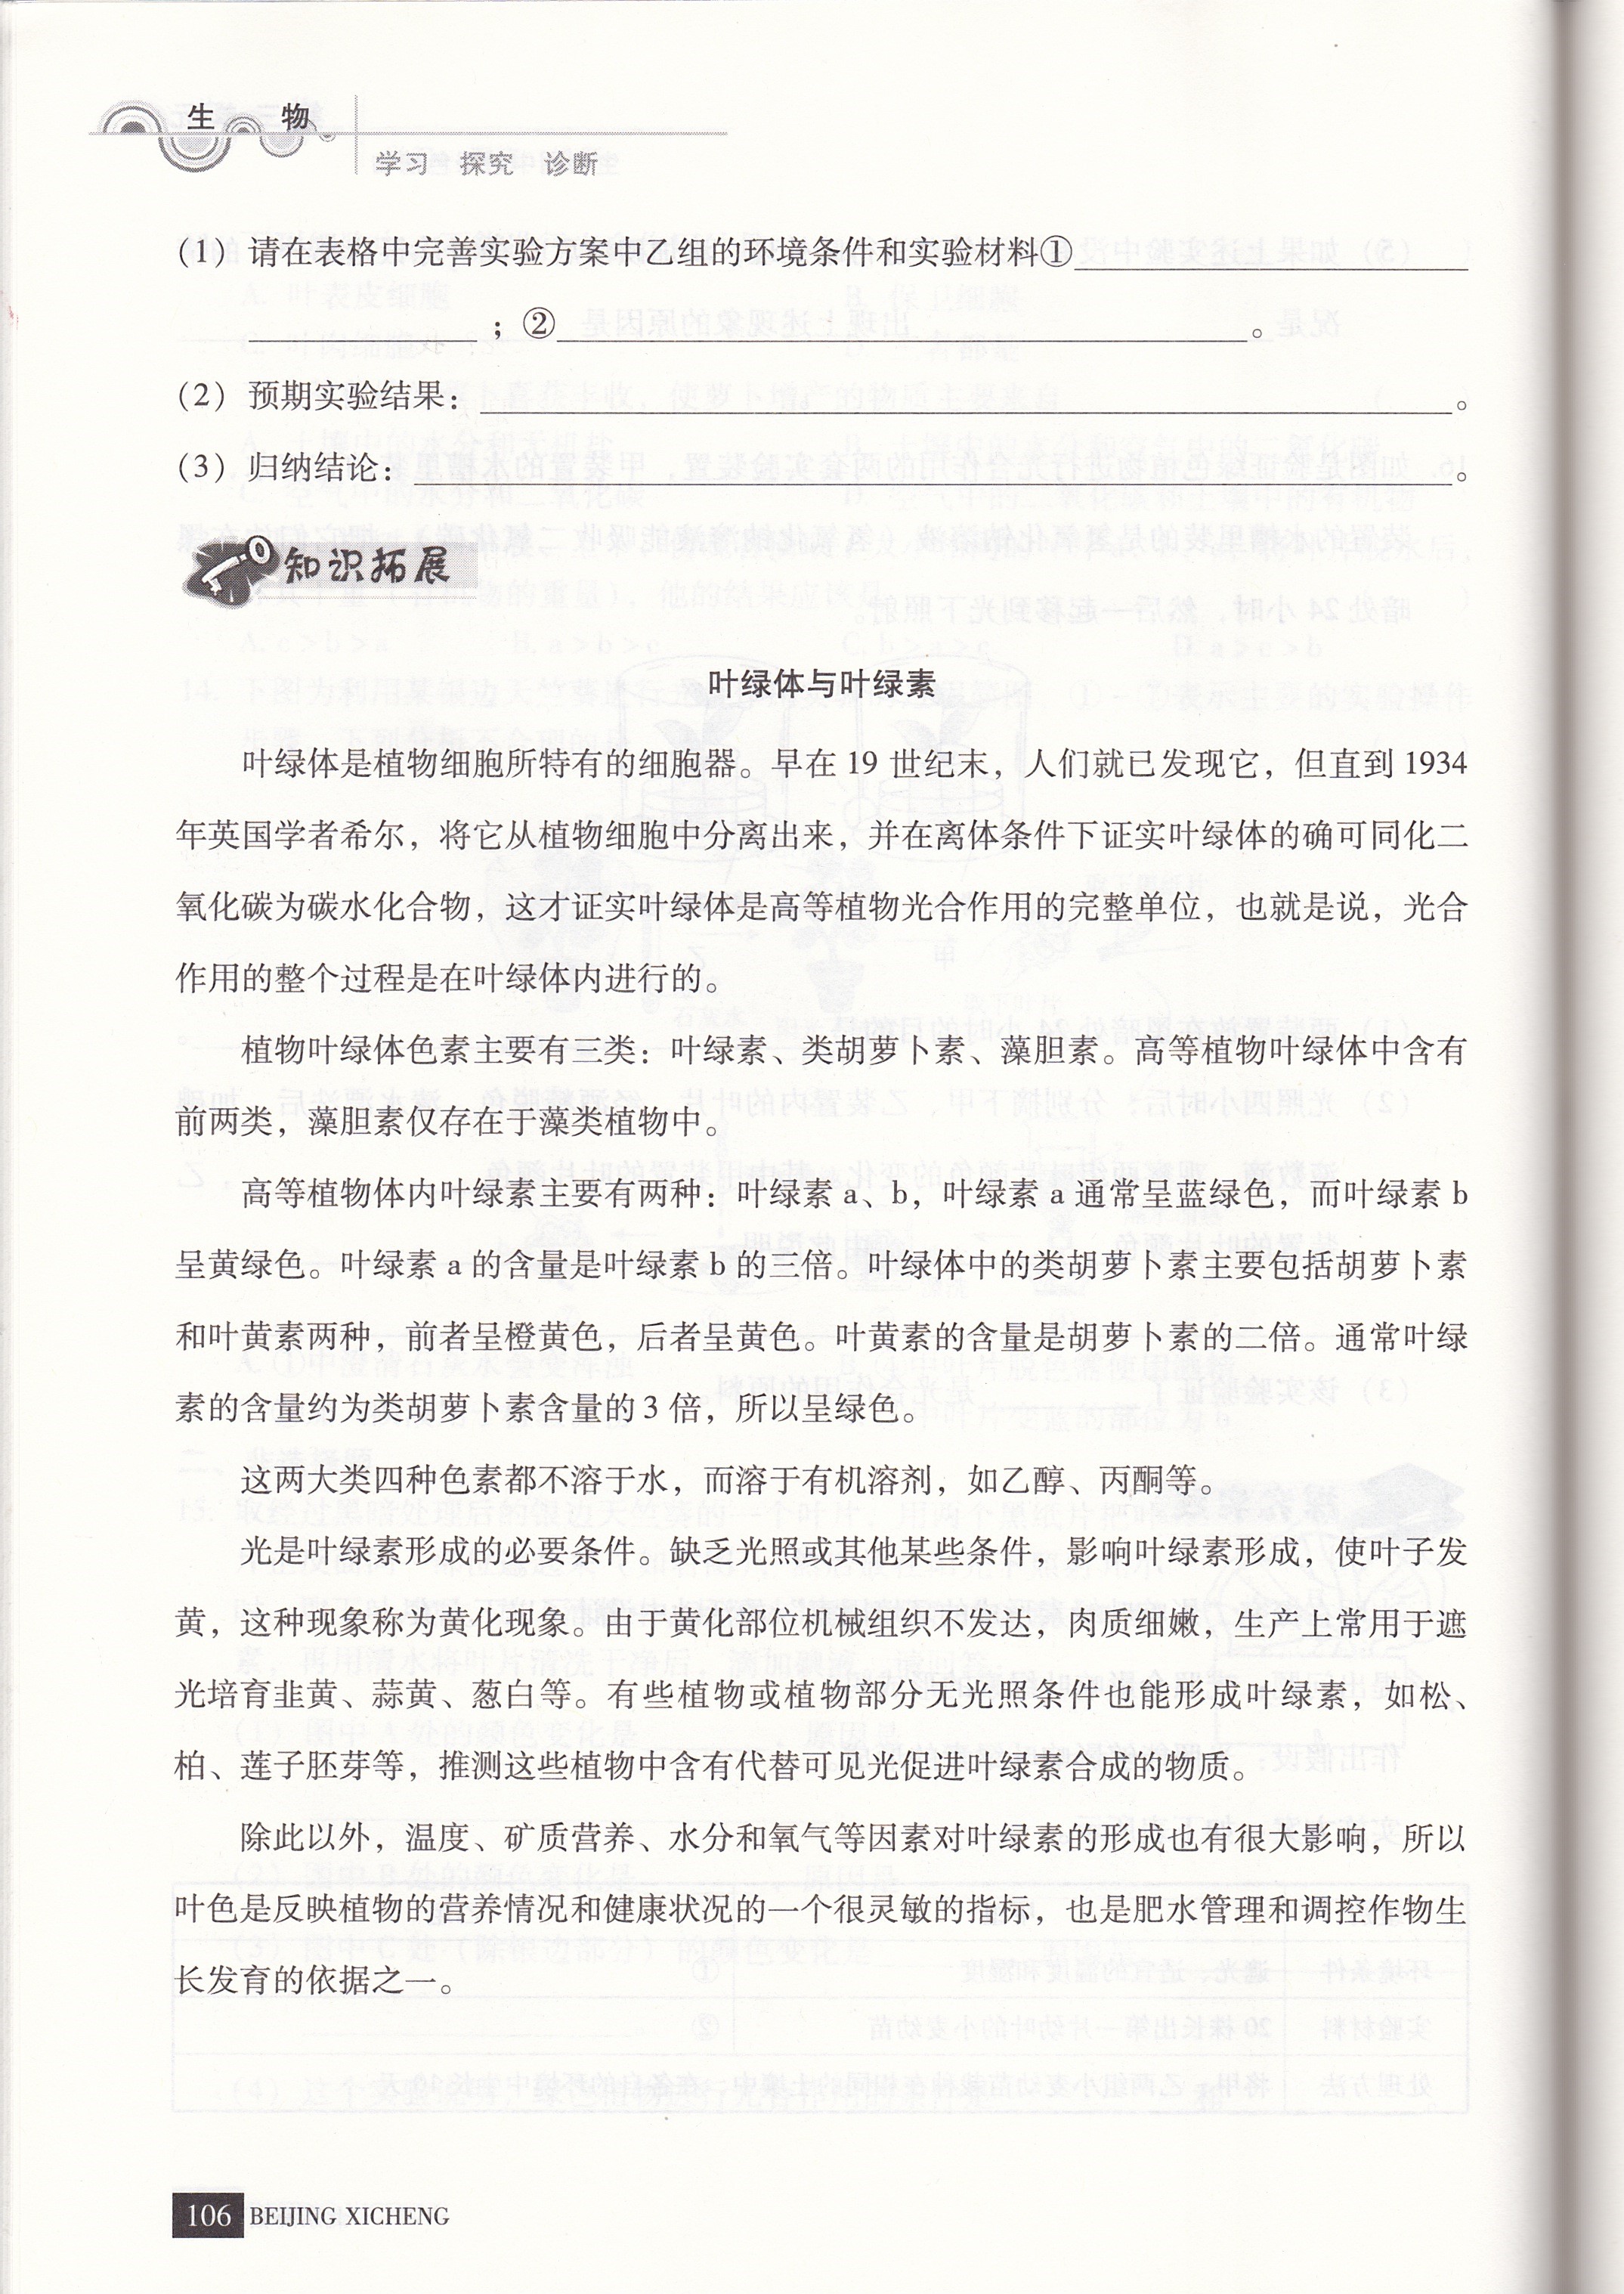 生 物
学习 探究 诊断
(1) 请在表格中完善实验方案中乙组的环境条件和实验材料①
；②。
(2) 预期实验结果：。
(3) 归纳结论：。
知识拓展
叶绿体与叶绿素
叶绿体是植物细胞所特有的细胞器。早在 19 世纪末，人们就已发现它，但直到 1934
年英国学者希尔，将它从植物细胞中分离出来，并在离体条件下证实叶绿体的确可同化二
氧化碳为碳水化合物，这才证实叶绿体是高等植物光合作用的完整单位，也就是说，光合
作用的整个过程是在叶绿体内进行的。
植物叶绿体色素主要有三类：叶绿素、类胡萝卜素、藻胆素。高等植物叶绿体中含有
前两类，藻胆素仅存在于藻类植物中。
高等植物体内叶绿素主要有两种：叶绿素 a、b，叶绿素 a 通常呈蓝绿色，而叶绿素 b
呈黄绿色。叶绿素 a 的含量是叶绿素 b 的三倍。叶绿体中的类胡萝卜素主要包括胡萝卜素
和叶黄素两种，前者呈橙黄色，后者呈黄色。叶黄素的含量是胡萝卜素的二倍。通常叶绿
素的含量约为类胡萝卜素含量的 3 倍，所以呈绿色。
这两大类四种色素都不溶于水，而溶于有机溶剂，如乙醇、丙酮等。
光是叶绿素形成的必要条件。缺乏光照或其他某些条件，影响叶绿素形成，使叶子发
黄，这种现象称为黄化现象。由于黄化部位机械组织不发达，肉质细嫩，生产上常用于遮
光培育韭黄、蒜黄、葱白等。有些植物或植物部分无光照条件也能形成叶绿素，如松、
柏、莲子胚芽等，推测这些植物中含有代替可见光促进叶绿素合成的物质。
除此以外，温度、矿质营养、水分和氧气等因素对叶绿素的形成也有很大影响，所以
叶色是反映植物的营养情况和健康状况的一个很灵敏的指标，也是肥水管理和调控作物生
长发育的依据之一。
106 BEIJING XICHENG